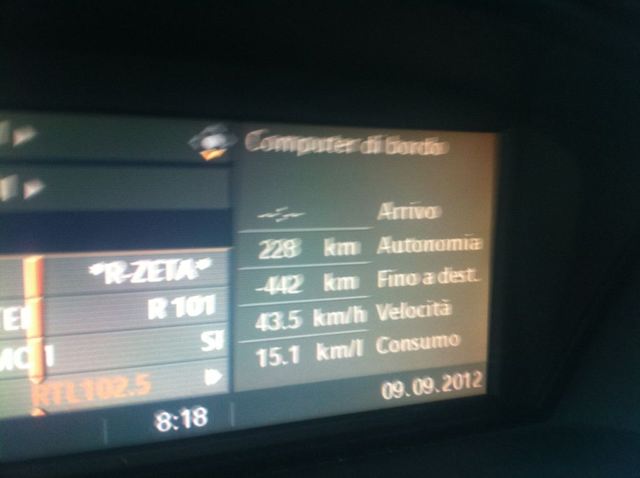 Computer di bordo
--:-- Arrivo
228 km Autonomia
-442 km Fino a dest.
43.5 km/h Velocità
15.1 km/l Consumo
09.09.2012
*R-ZETA*
R 101
RTL102.5
8:18